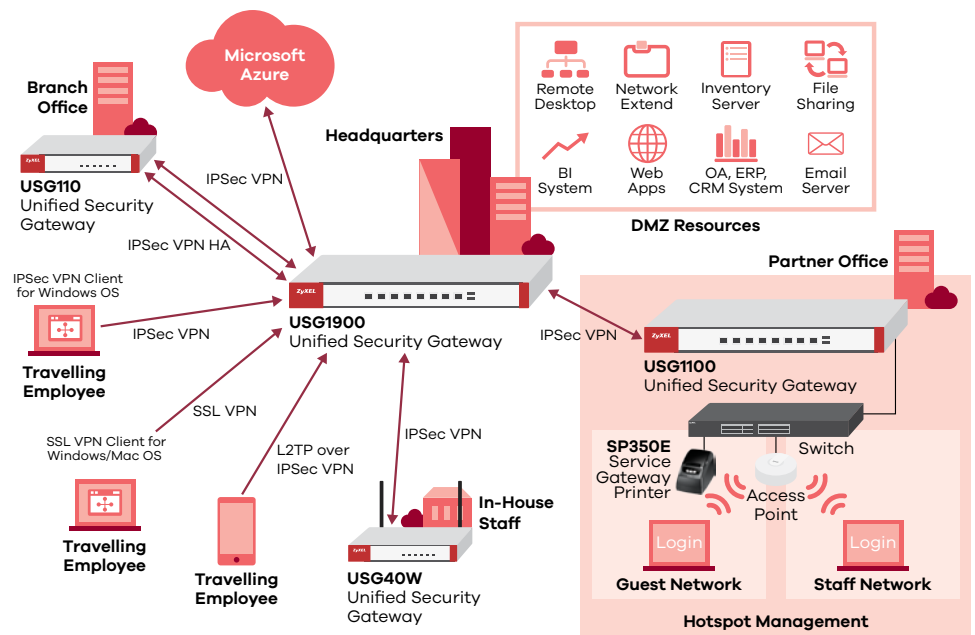 Microsoft
Azure
Branch
Office
ZyXEL
USG110
Unified Security
Gateway
IPSec VPN
IPSec VPN HA
Headquarters
Remote
Desktop
Network
Extend
Inventory
Server
File
Sharing
BI
System
Web
Apps
OA, ERP,
CRM System
Email
Server
DMZ Resources
IPSec VPN Client
for Windows OS
IPSec VPN
Travelling
Employee
ZyXEL
USG1900
Unified Security Gateway
IPSec VPN
Partner Office
ZyXEL
USG1100
Unified Security Gateway
SSL VPN
SSL VPN Client for
Windows/Mac OS
Travelling
Employee
L2TP over
IPSec VPN
Travelling
Employee
IPSec VPN
In-House
Staff
ZyXEL
USG40W
Unified Security
Gateway
Switch
SP350E
Service
Gateway
Printer
Access
Point
Login
Guest Network
Login
Staff Network
Hotspot Management